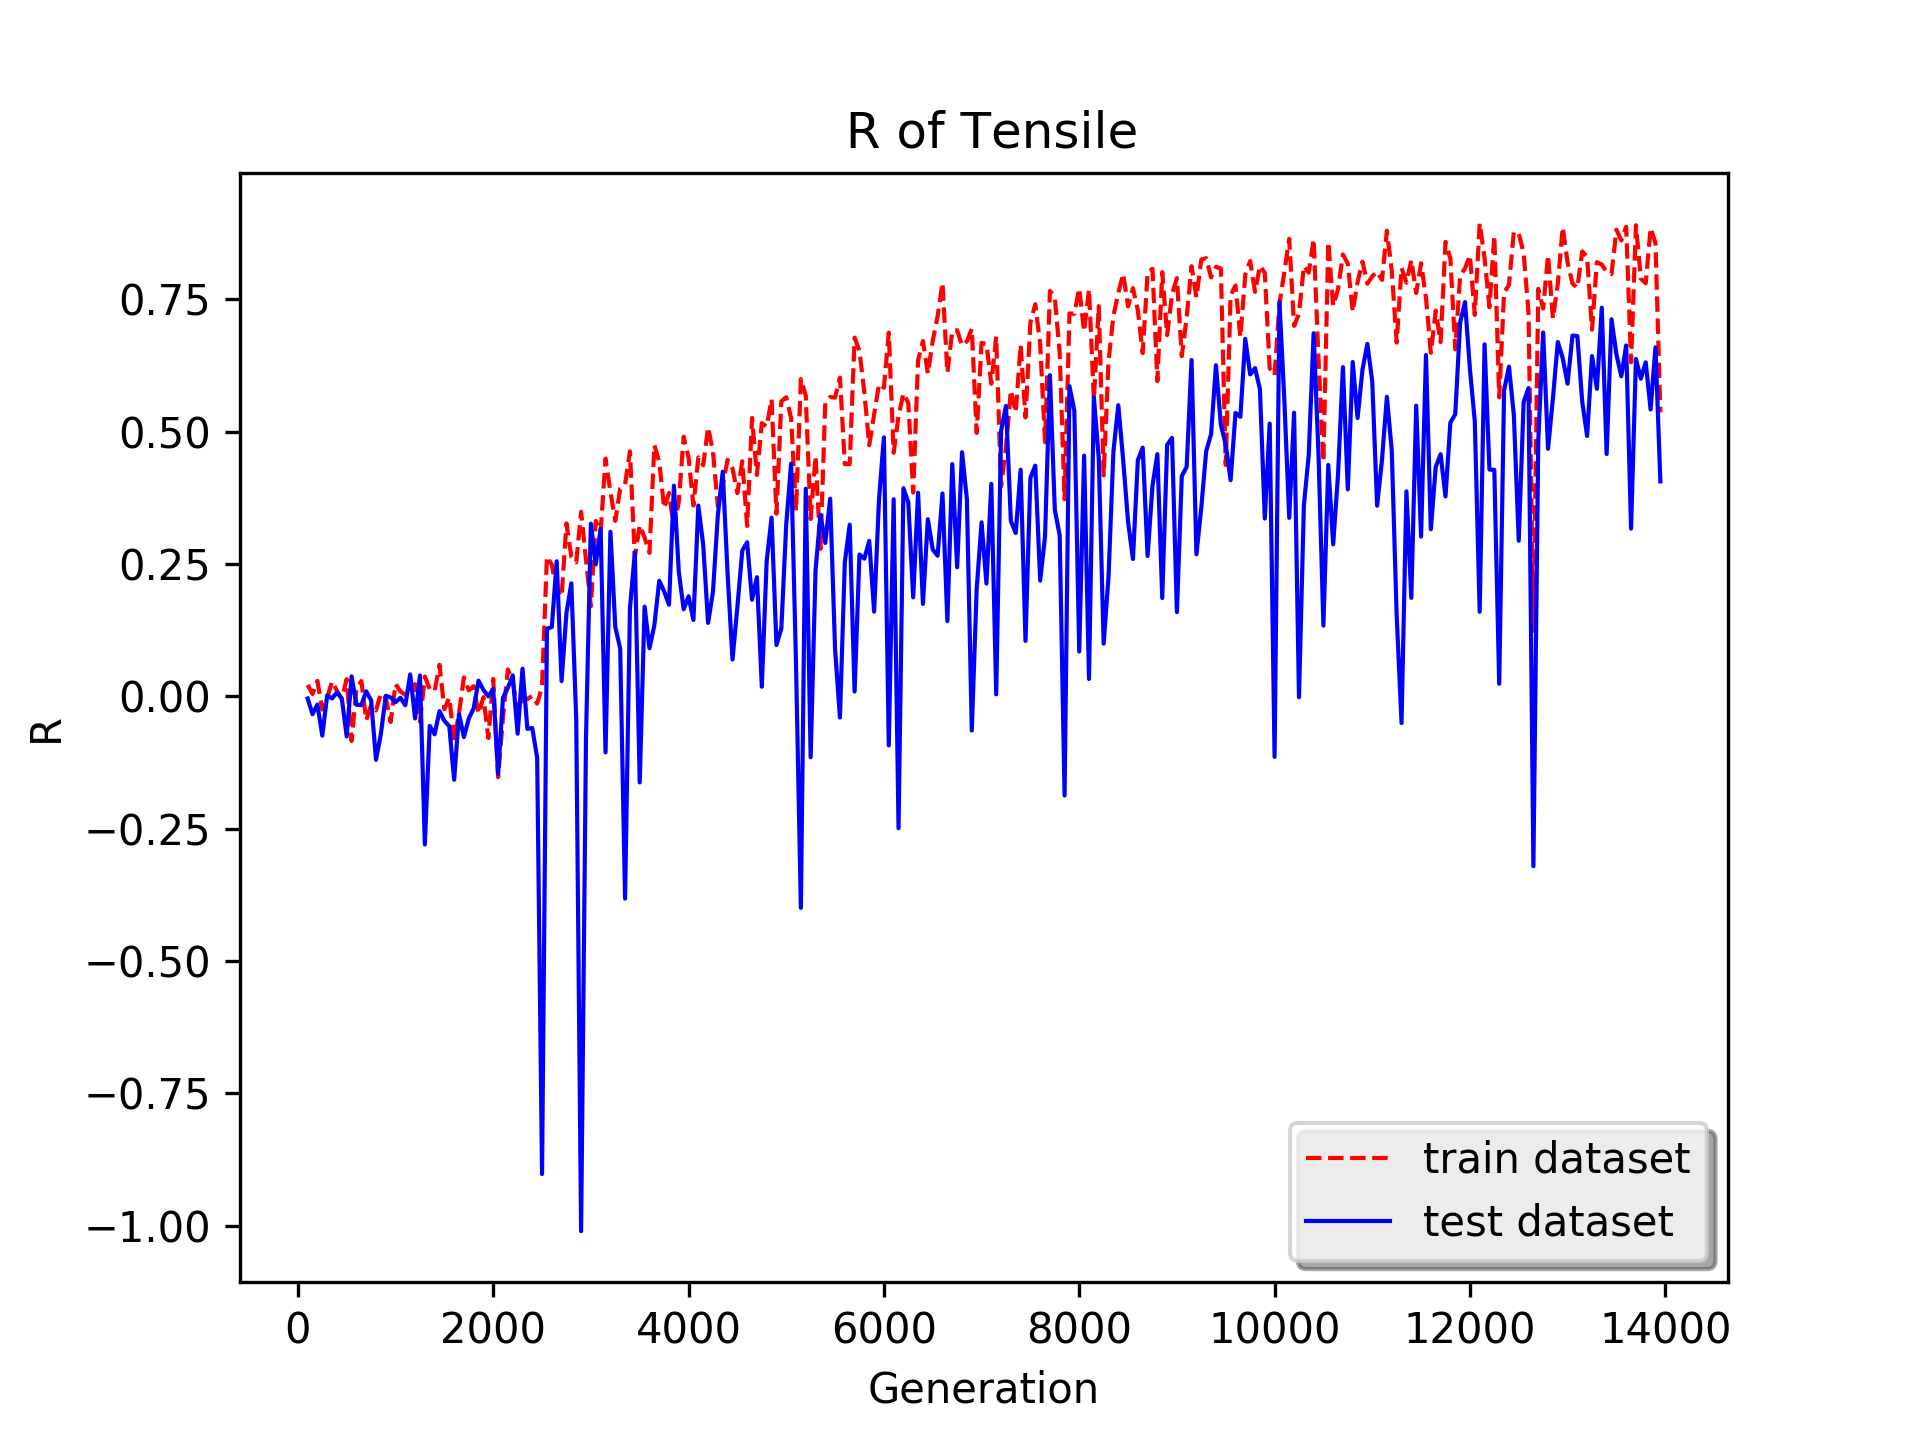 R of Tensile
R
0.75
0.50
0.25
0.00
−0.25
−0.50
−0.75
−1.00
train dataset
test dataset
0 2000 4000 6000 8000 10000 12000 14000
Generation